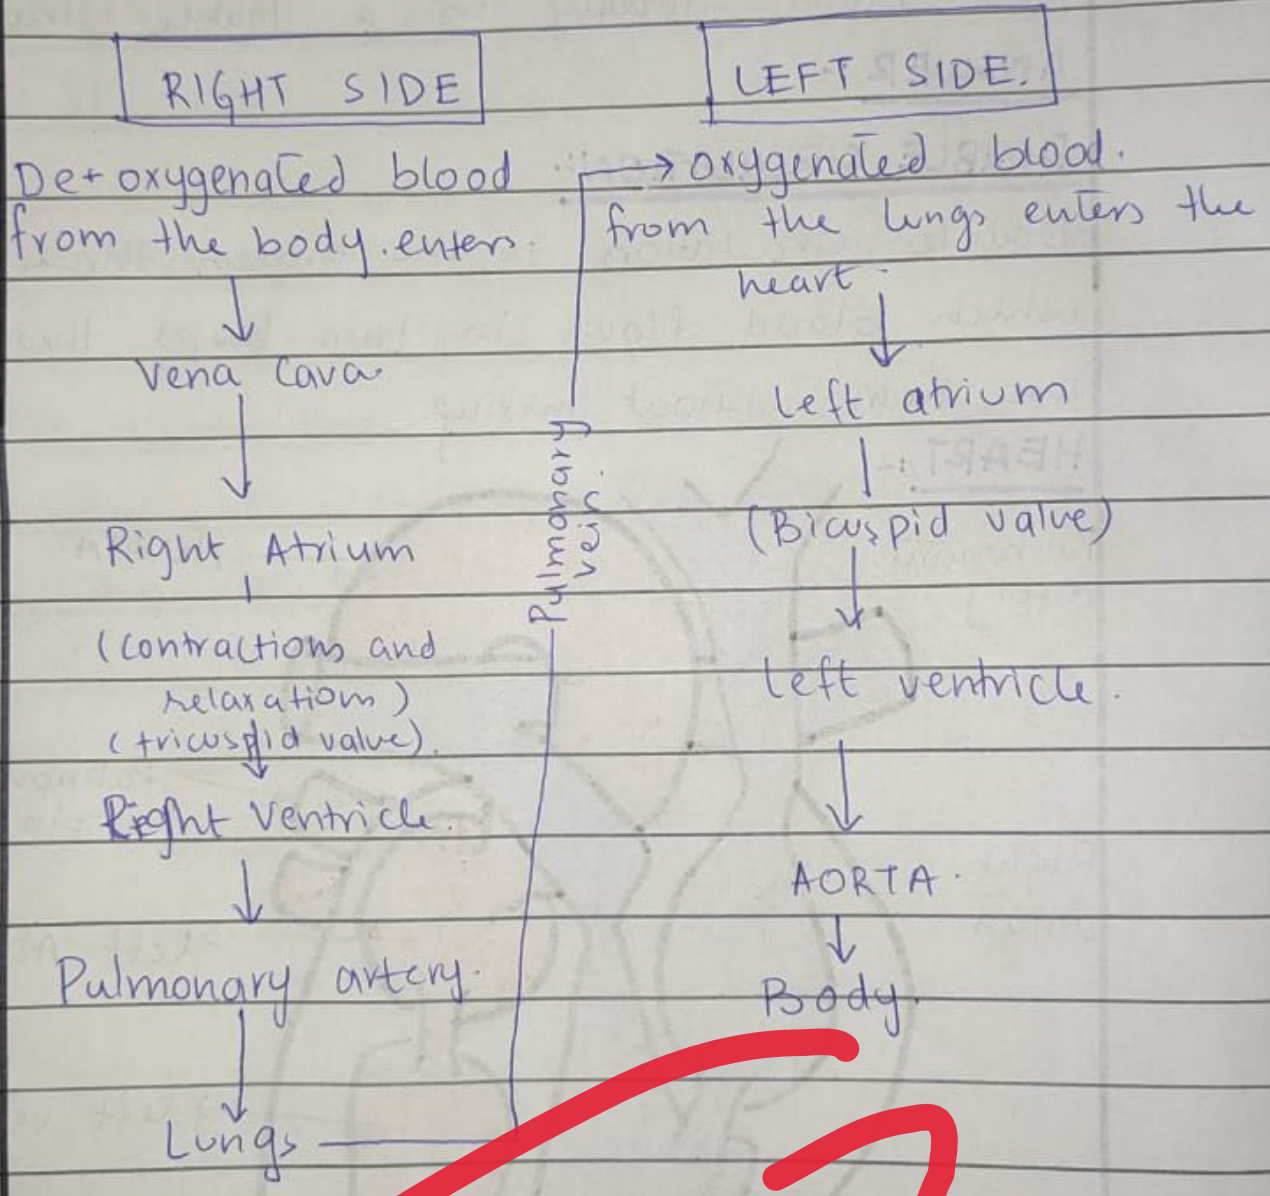 RIGHT SIDE
De-oxygenated blood
from the body. enters.
Vena Cava
Right Atrium
(contractions and
relaxations)
(tricuspid value).
Right Ventricle.
Pulmonary artery.
Lungs
Pulmonary
vein.
LEFT SIDE.
oxygenated blood.
from the lungs enters the
heart.
Left atrium
(Bicuspid value)
Left ventricle.
AORTA.
Body.